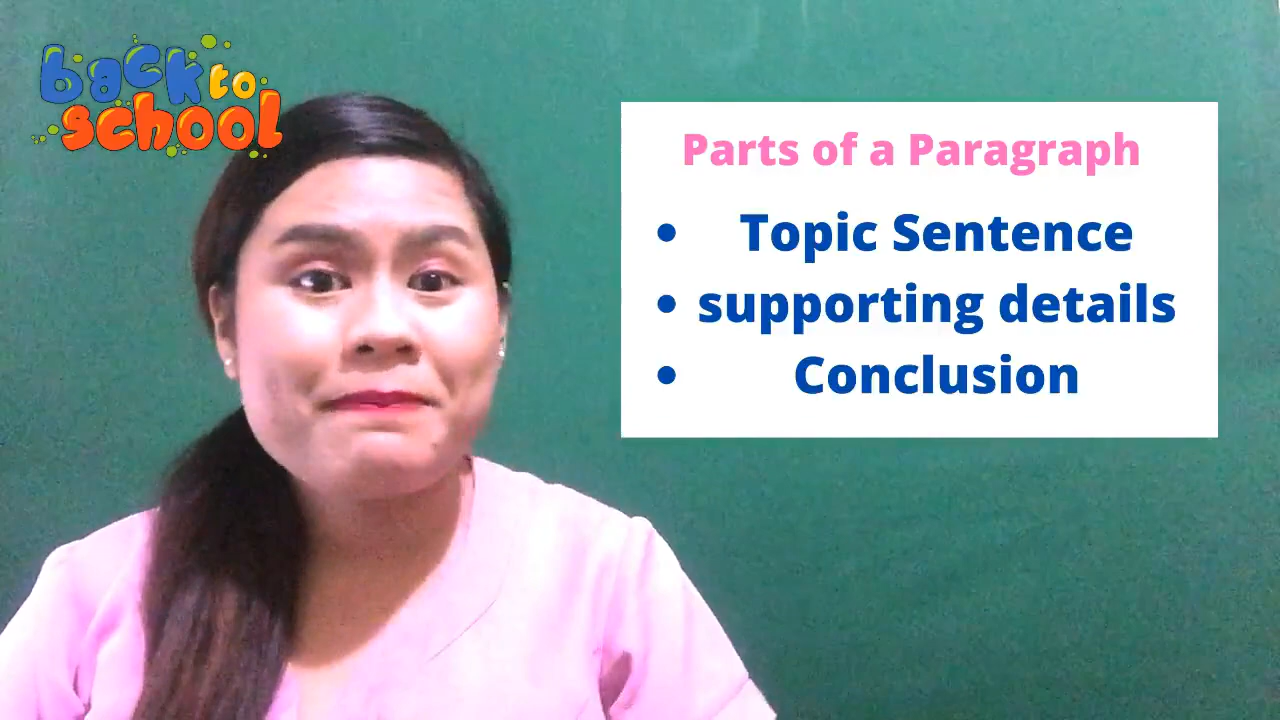 back to
school
Parts of a Paragraph
• Topic Sentence
• supporting details
• Conclusion